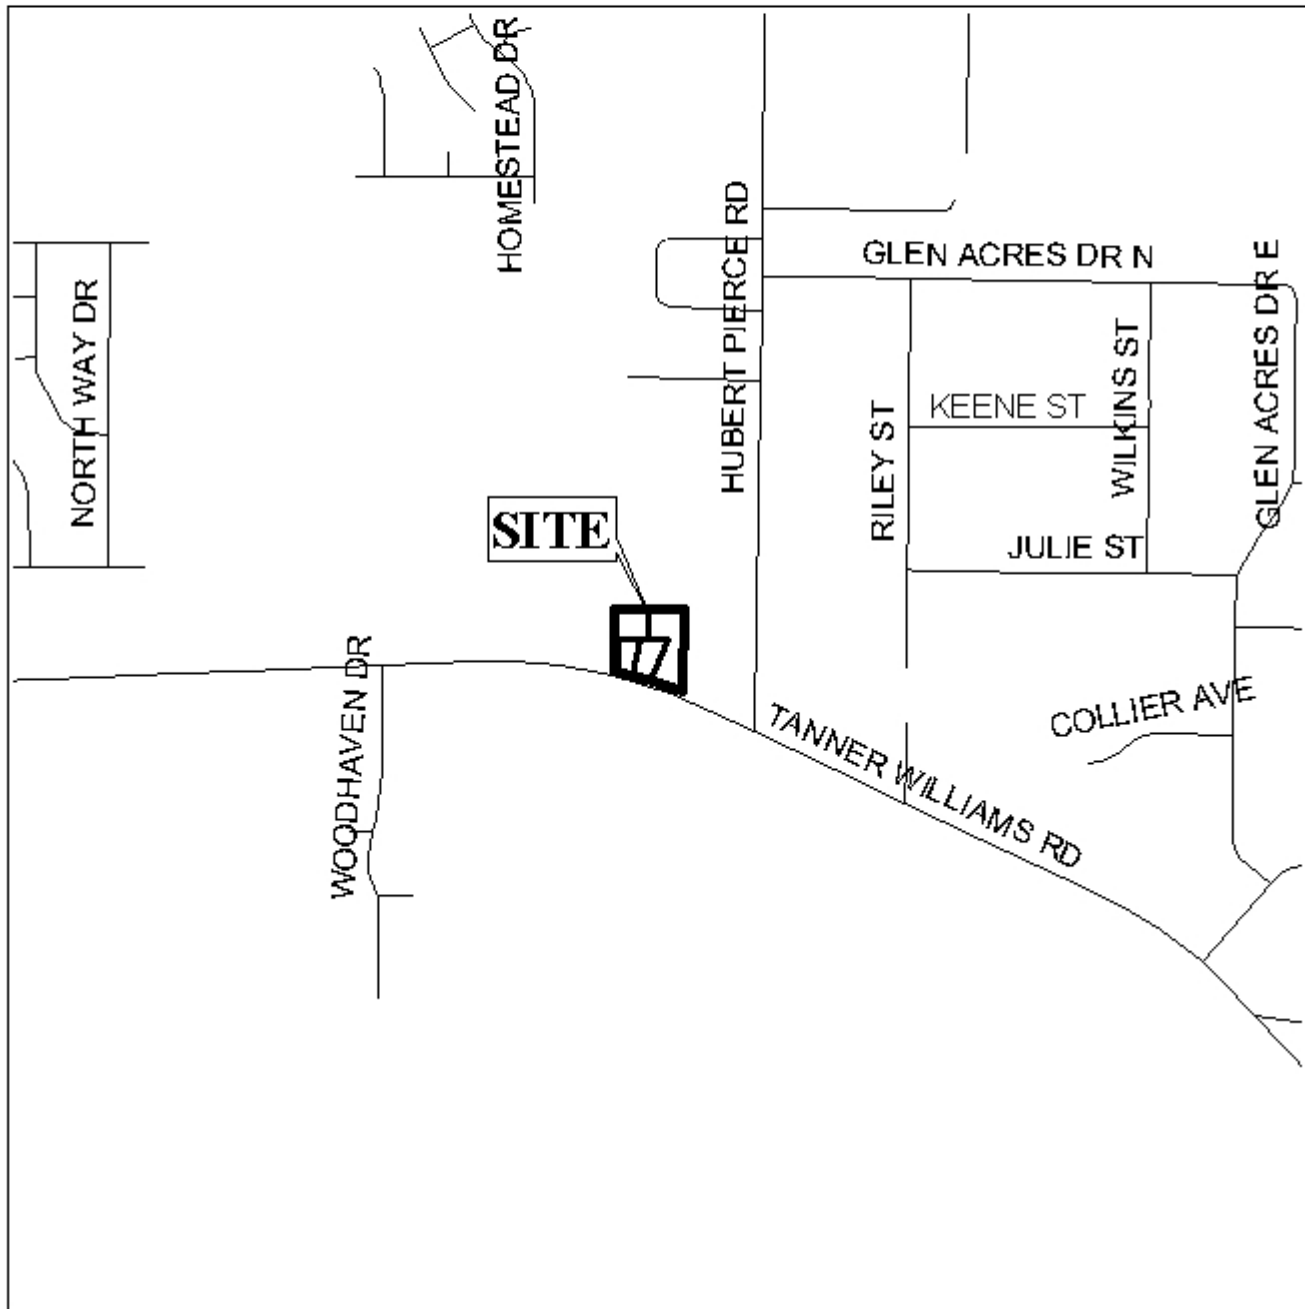 HOMESTEAD DR
HUBERT PIERCE RD
GLEN ACRES DR N
GLEN ACRES DR E
NORTH WAY DR
WILKINS ST
KEENE ST
RILEY ST
SITE
JULIE ST
WOODHAVEN DR
COLLIER AVE
TANNER WILLIAMS RD